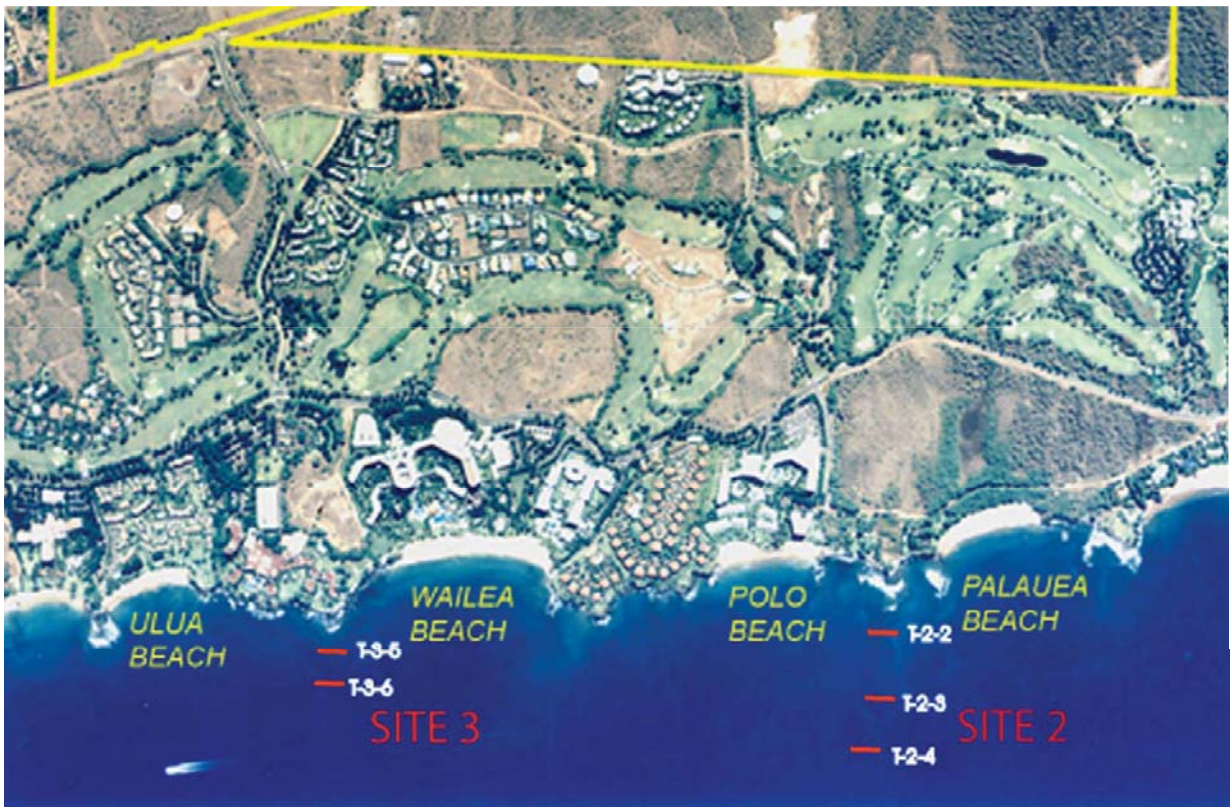 ULUA
BEACH
WAILEA
BEACH
POLO
BEACH
PALAUEA
BEACH
T-3-5
T-3-6
SITE 3
T-2-2
T-2-3
T-2-4
SITE 2